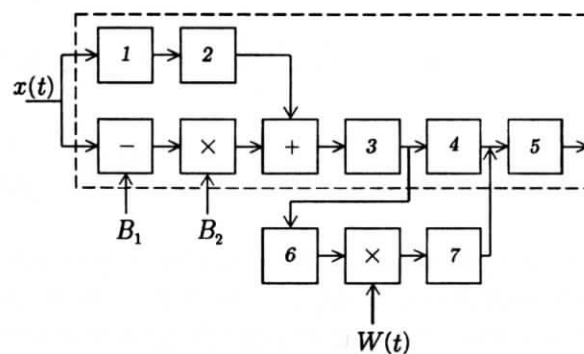 1 2
x(t)
− × + 3 4 5
B₁ B₂
6 × 7
W(t)